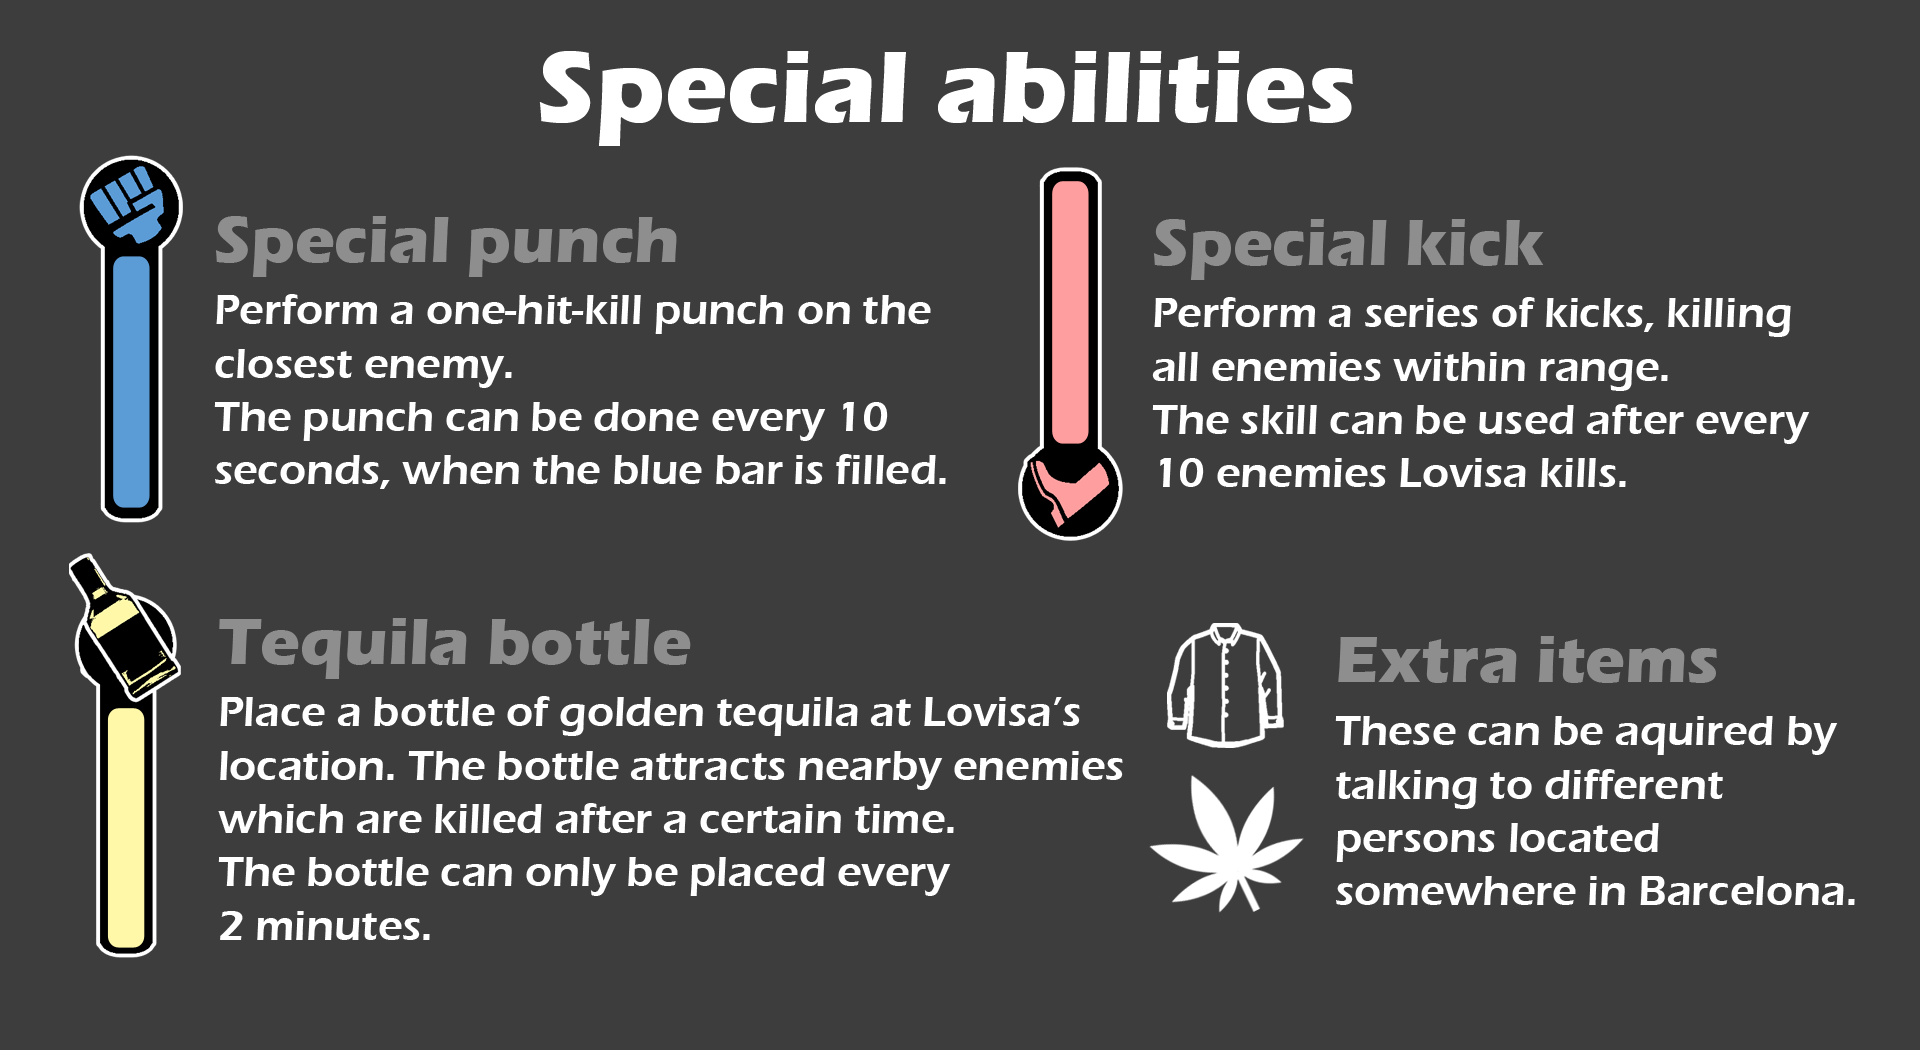 Special abilities
Special punch
Perform a one-hit-kill punch on the
closest enemy.
The punch can be done every 10
seconds, when the blue bar is filled.
Special kick
Perform a series of kicks, killing
all enemies within range.
The skill can be used after every
10 enemies Lovisa kills.
Tequila bottle
Place a bottle of golden tequila at Lovisa’s
location. The bottle attracts nearby enemies
which are killed after a certain time.
The bottle can only be placed every
2 minutes.
Extra items
These can be aquired by
talking to different
persons located
somewhere in Barcelona.